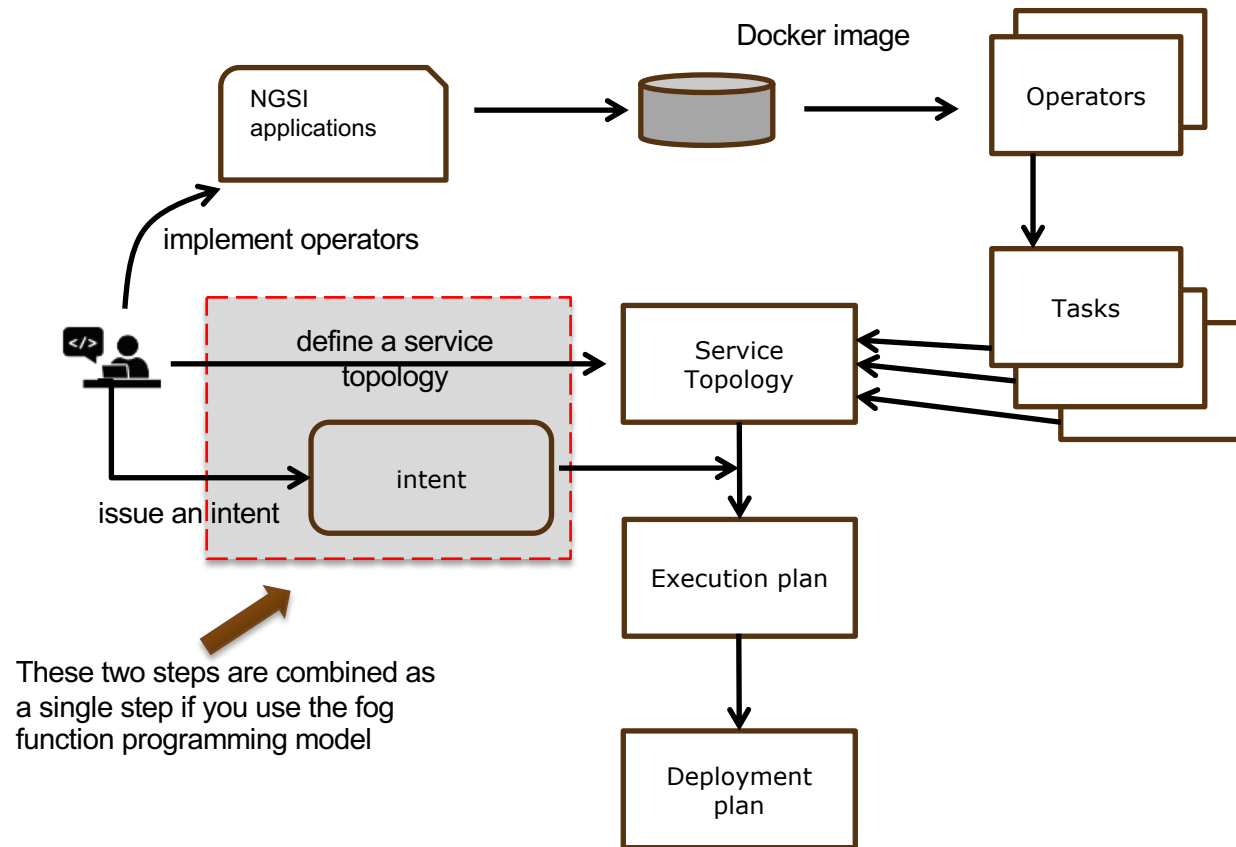 Docker image
NGSI
applications
Operators
implement operators
Tasks
</>
define a service
topology
Service
Topology
intent
issue an intent
Execution plan
These two steps are combined as
a single step if you use the fog
function programming model
Deployment
plan